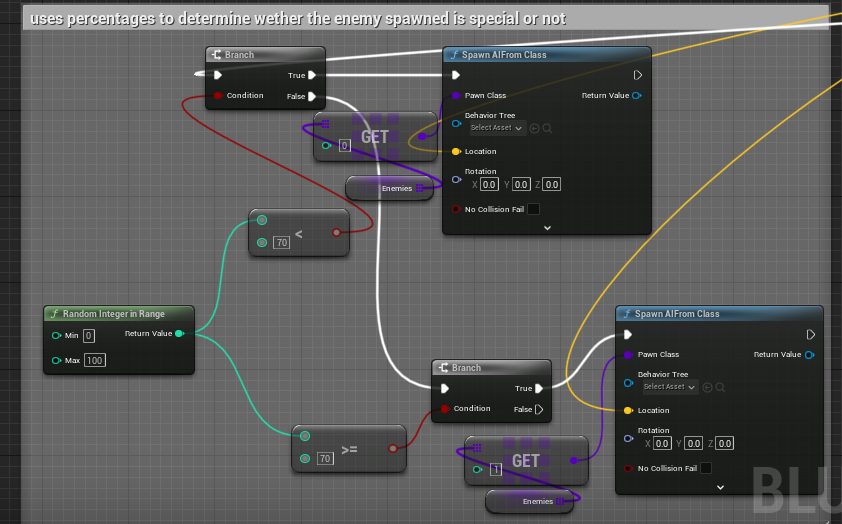 uses percentages to determine wether the enemy spawned is special or not
Branch
True
Condition
False
Spawn AIFrom Class
Pawn Class
Return Value
Behavior Tree
Select Asset
Location
Rotation
X 0.0 Y 0.0 Z 0.0
No Collision Fail
GET
0
Enemies
<
70
Random Integer in Range
Min 0
Return Value
Max 100
Branch
True
Condition
False
>=
70
GET
1
Enemies
Spawn AIFrom Class
Pawn Class
Return Value
Behavior Tree
Select Asset
Location
Rotation
X 0.0 Y 0.0 Z 0.0
No Collision Fail
BLU